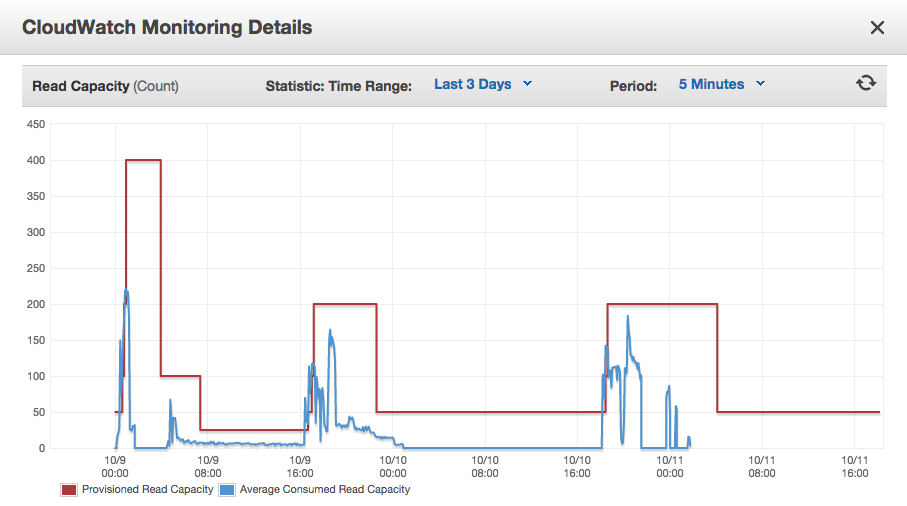 CloudWatch Monitoring Details
Read Capacity (Count) Statistic: Time Range: Last 3 Days Period: 5 Minutes
450
400
350
300
250
200
150
100
50
0
10/9 10/9 10/9 10/10 10/10 10/10 10/11 10/11 10/11
00:00 08:00 16:00 00:00 08:00 16:00 00:00 08:00 16:00
Provisioned Read Capacity Average Consumed Read Capacity